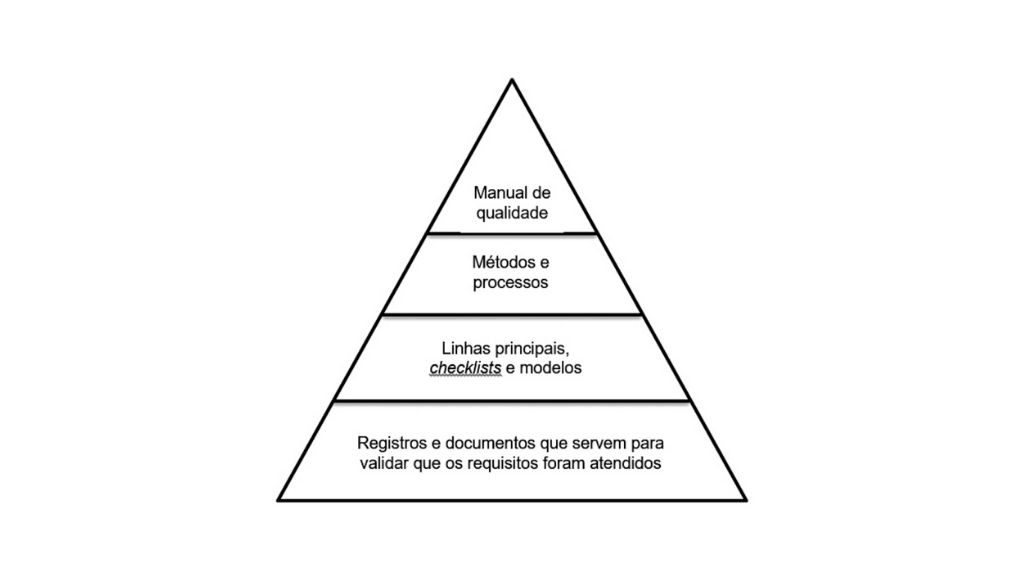 Manual de
qualidade
Métodos e
processos
Linhas principais,
checklists e modelos
Registros e documentos que servem para
validar que os requisitos foram atendidos